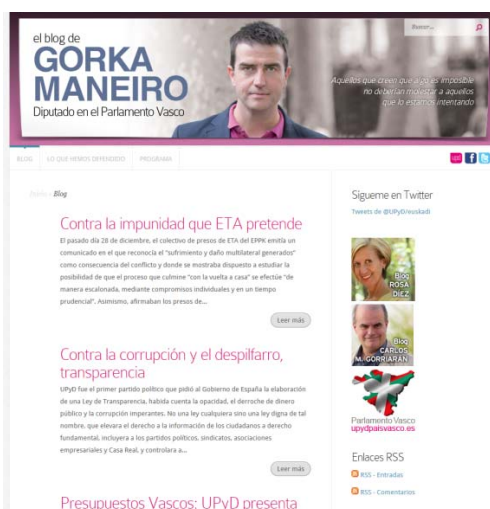 el blog de
GORKA
MANEIRO
Diputado en el Parlamento Vasco
Buscar...
Aquellos que creen que algo es imposible
no deberían molestar a aquellos
que lo estamos intentando
BLOG LO QUE HEMOS DEFENDIDO PROGRAMA
Inicio » Blog
Contra la impunidad que ETA pretende
El pasado día 28 de diciembre, el colectivo de presos de ETA del EPPK emitía un
comunicado en el que reconocía el "sufrimiento y daño multilateral generados"
como consecuencia del conflicto y donde se mostraba dispuesto a estudiar la
posibilidad de que el proceso que culmine "con la vuelta a casa" se efectúe "de
manera escalonada, mediante compromisos individuales y en un tiempo
prudencial". Asimismo, afirmaban los presos de...
Leer más
Contra la corrupción y el despilfarro,
transparencia
UPyD fue el primer partido político que pidió al Gobierno de España la elaboración
de una Ley de Transparencia, habida cuenta la opacidad, el derroche de dinero
público y la corrupción imperantes. No una ley cualquiera sino una ley digna de tal
nombre, que elevara el derecho a la información de los ciudadanos a derecho
fundamental, incluyera a los partidos políticos, sindicatos, asociaciones
empresariales y Casa Real, y controlara a...
Leer más
Presupuestos Vascos: UPyD presenta
Sígueme en Twitter
Tweets de @UPyDeuskadi
Blog
ROSA
DÍEZ
Blog
CARLOS
M. GORRIARÁN
Parlamento Vasco
upydpaisvasco.es
Enlaces RSS
RSS - Entradas
RSS - Comentarios